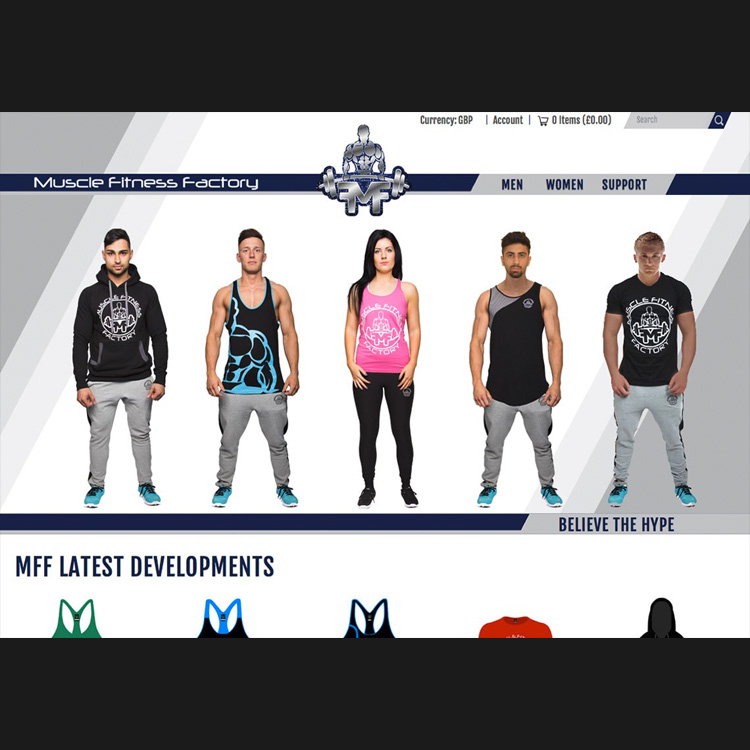 Currency: GBP | Account | 0 Items (£0.00) Search
Muscle Fitness Factory
MFF
MEN WOMEN SUPPORT
MUSCLE FITNESS
FACTORY
MUSCLE FITNESS
FACTORY
MUSCLE FITNESS
FACTORY
BELIEVE THE HYPE
MFF LATEST DEVELOPMENTS